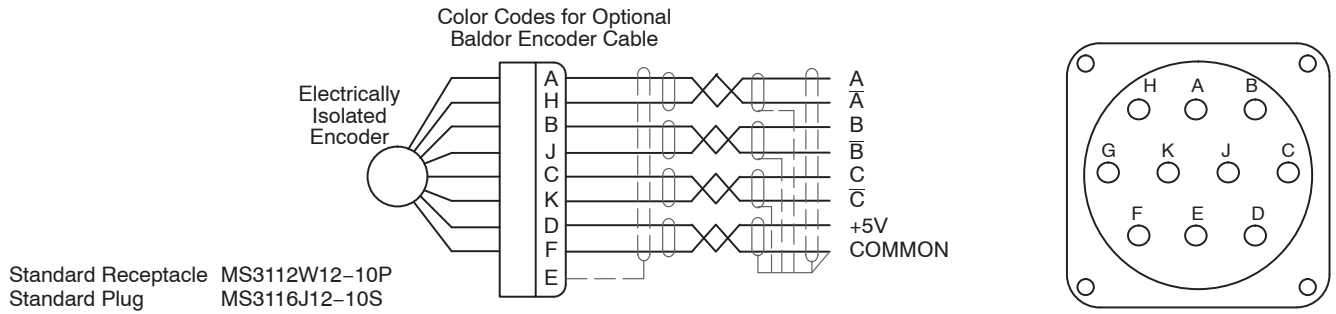 Color Codes for Optional
Baldor Encoder Cable
Electrically
Isolated
Encoder
A
H
B
J
C
K
D
F
E
A
A̅
B
B̅
C
C̅
+5V
COMMON
Standard Receptacle MS3112W12−10P
Standard Plug MS3116J12−10S
H A B
G K J C
F E D